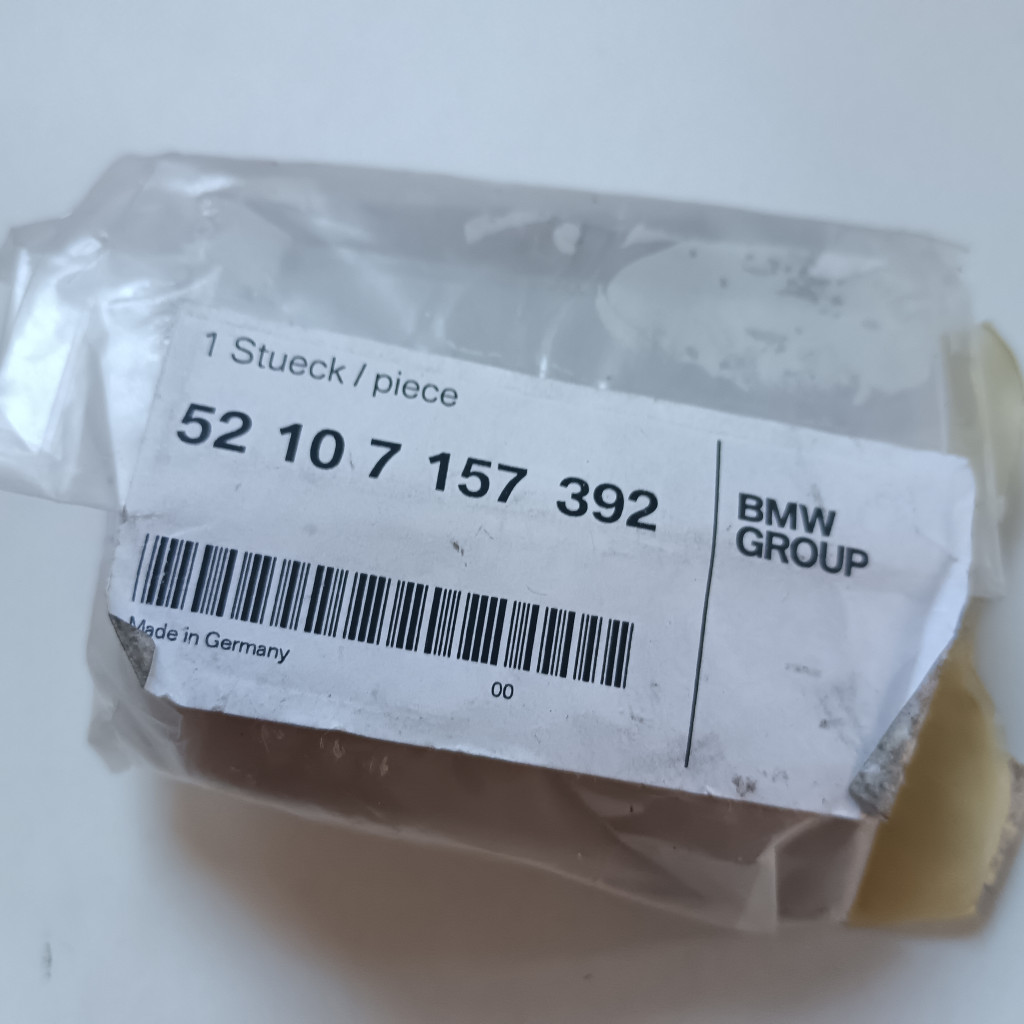 1 Stueck / piece
52 10 7 157 392
BMW
GROUP
Made in Germany
00